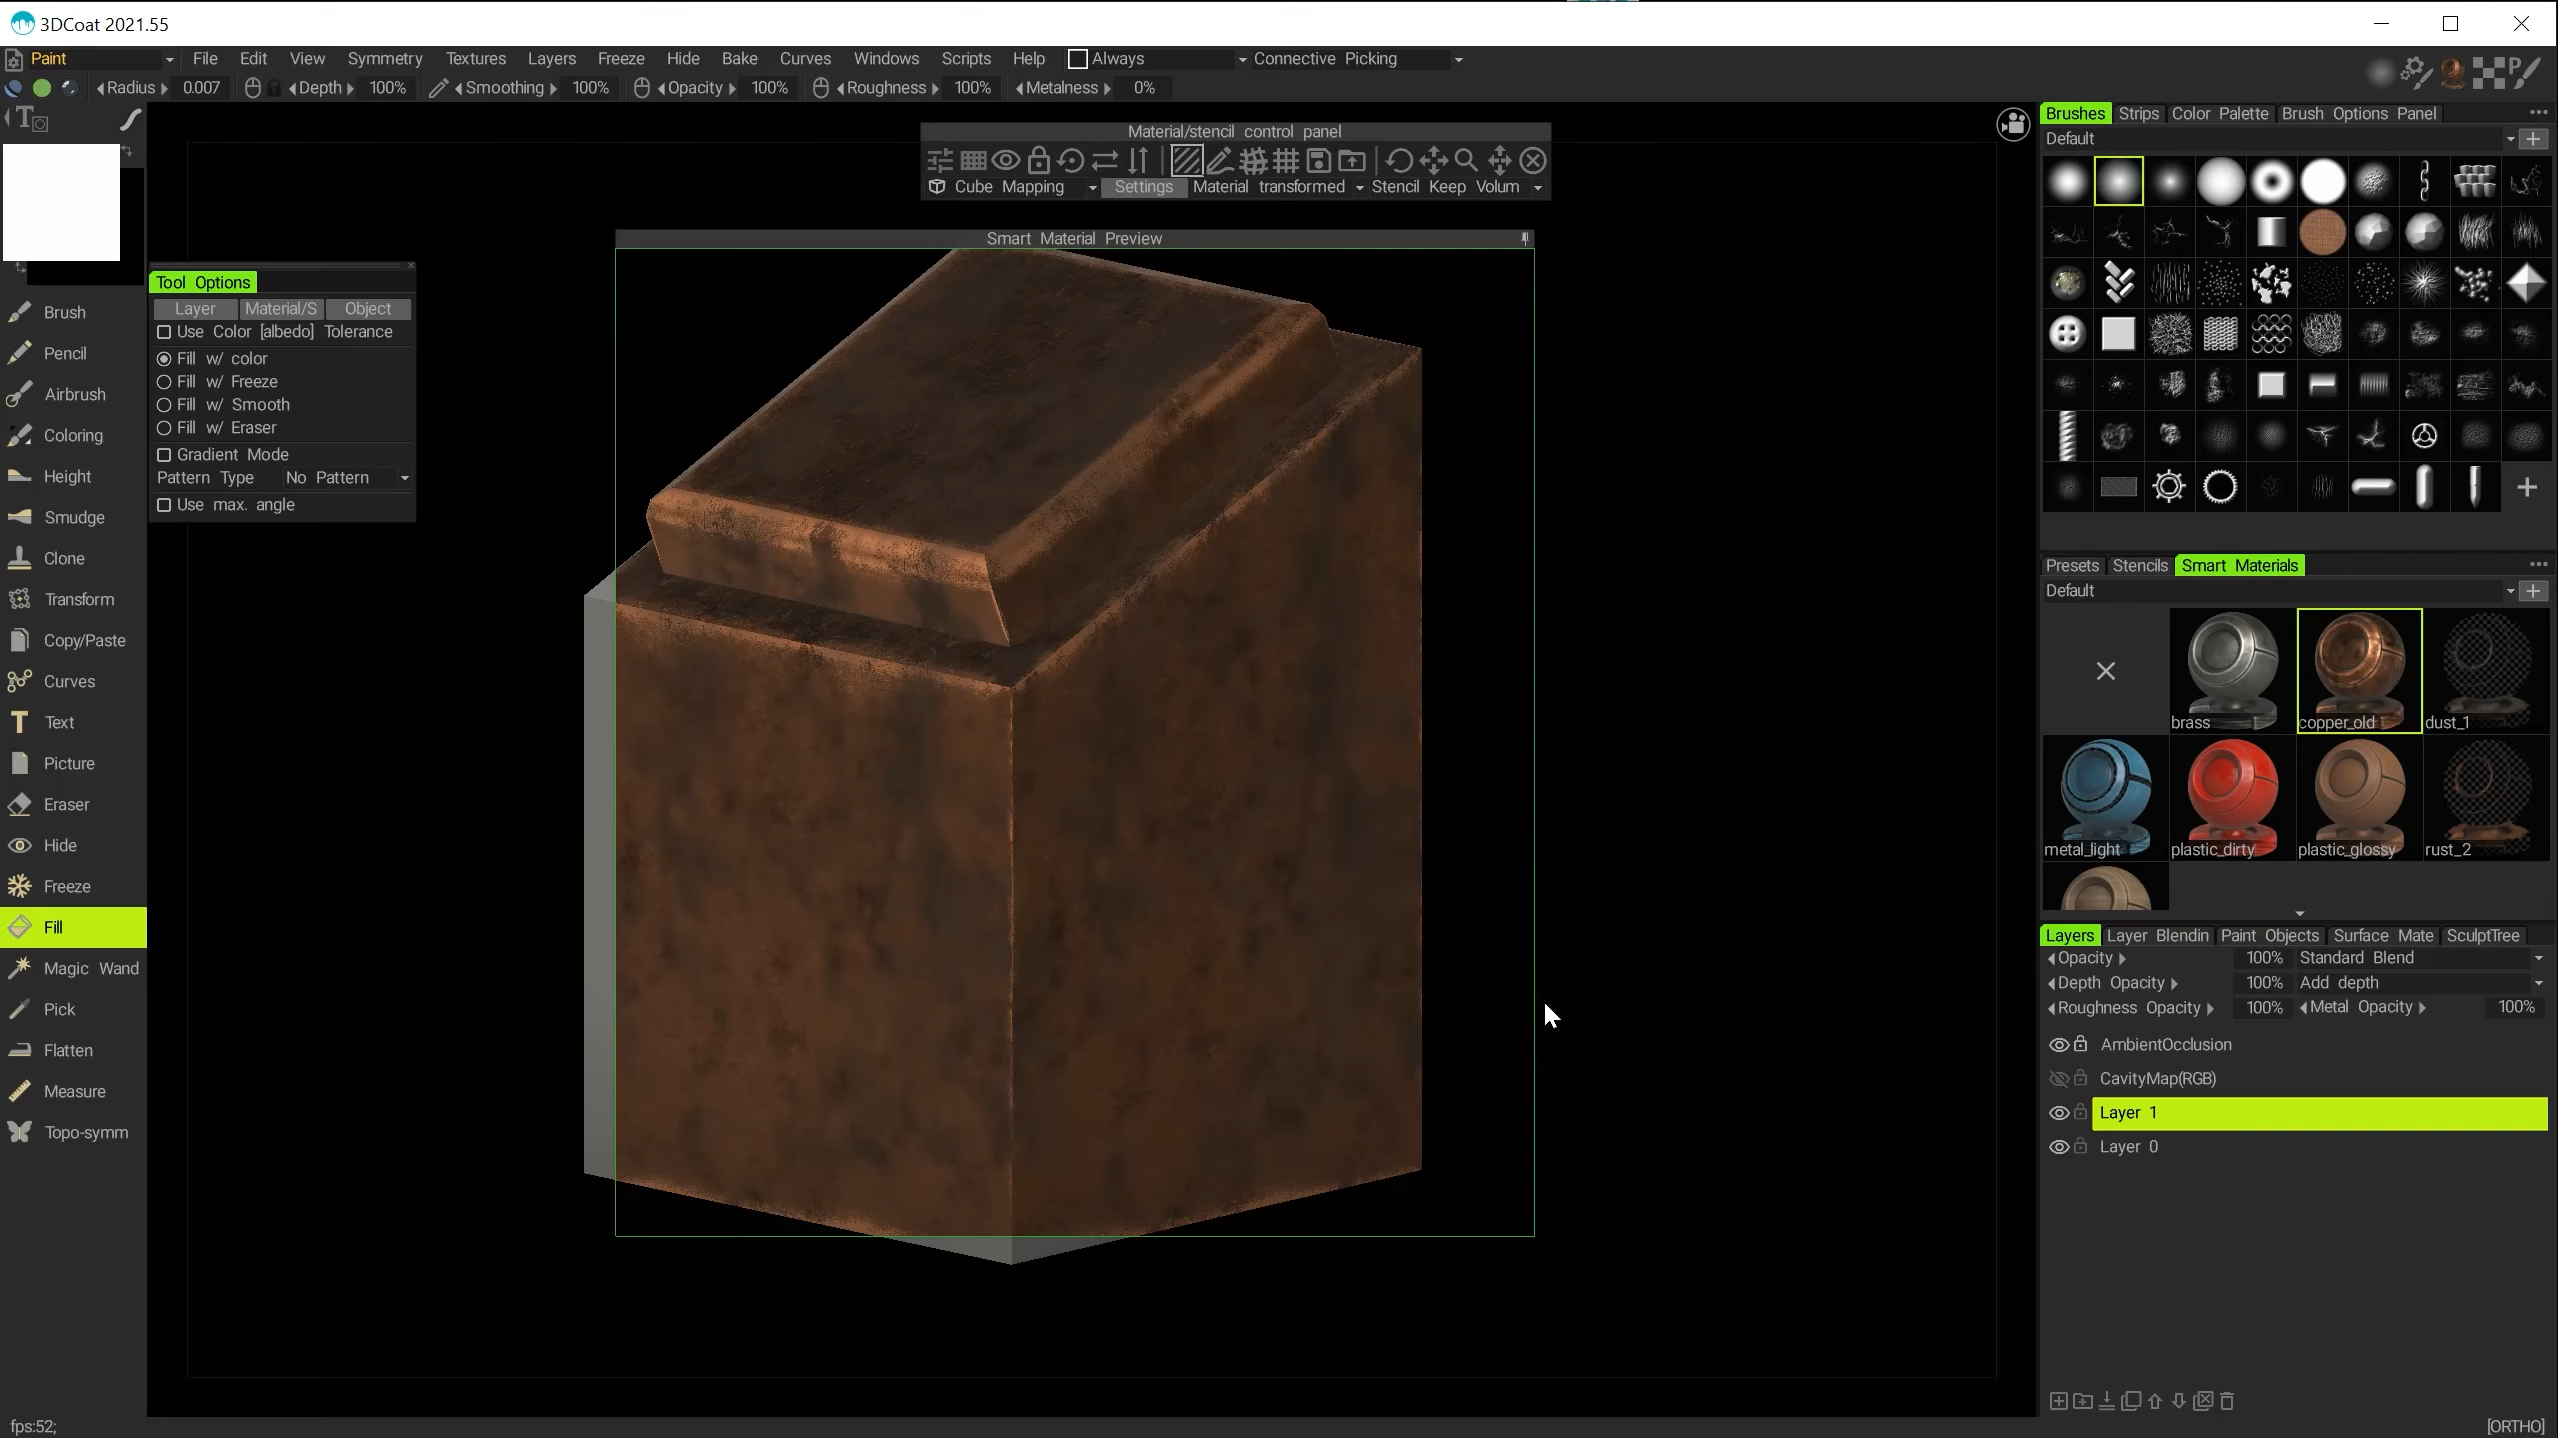 3DCoat 2021.55
Paint File Edit View Symmetry Textures Layers Freeze Hide Bake Curves Windows Scripts Help Always Connective Picking
Radius 0.007 Depth 100% Smoothing 100% Opacity 100% Roughness 100% Metalness 0%
Brush
Pencil
Airbrush
Coloring
Height
Smudge
Clone
Transform
Copy/Paste
Curves
Text
Picture
Eraser
Hide
Freeze
Fill
Magic Wand
Pick
Flatten
Measure
Topo-symm
fps:52;
Tool Options
Layer Material/S Object
Use Color [albedo] Tolerance
Fill w/ color
Fill w/ Freeze
Fill w/ Smooth
Fill w/ Eraser
Gradient Mode
Pattern Type No Pattern
Use max. angle
Material/stencil control panel
Cube Mapping Settings Material transformed Stencil Keep Volum
Smart Material Preview
Brushes Strips Color Palette Brush Options Panel
Default
Presets Stencils Smart Materials
Default
brass copper_old dust_1
metal_light plastic_dirty plastic_glossy rust_2
Layers Layer Blendin Paint Objects Surface Mate SculptTree
Opacity 100% Standard Blend
Depth Opacity 100% Add depth
Roughness Opacity 100% Metal Opacity 100%
AmbientOcclusion
CavityMap(RGB)
Layer 1
Layer 0
[ORTHO]